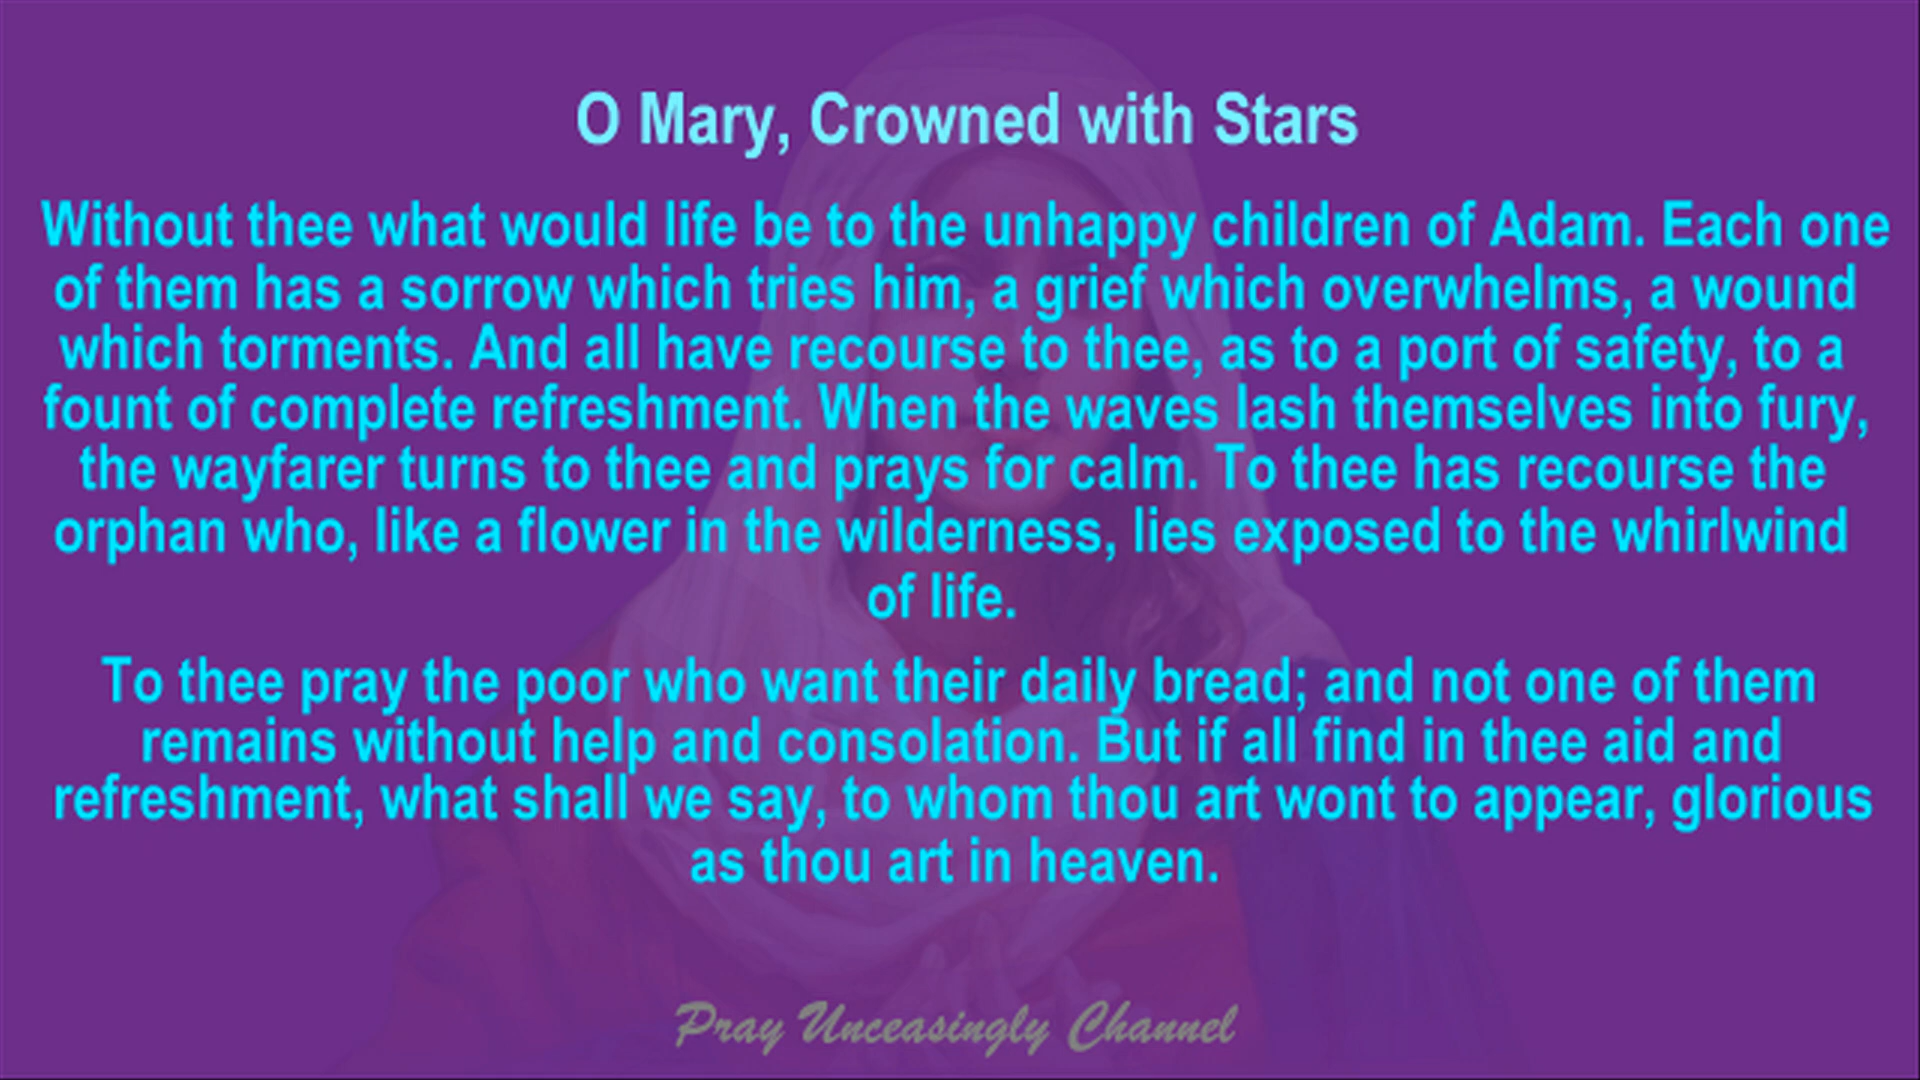 O Mary, Crowned with Stars
Without thee what would life be to the unhappy children of Adam. Each one
of them has a sorrow which tries him, a grief which overwhelms, a wound
which torments. And all have recourse to thee, as to a port of safety, to a
fount of complete refreshment. When the waves lash themselves into fury,
the wayfarer turns to thee and prays for calm. To thee has recourse the
orphan who, like a flower in the wilderness, lies exposed to the whirlwind
of life.
To thee pray the poor who want their daily bread; and not one of them
remains without help and consolation. But if all find in thee aid and
refreshment, what shall we say, to whom thou art wont to appear, glorious
as thou art in heaven.
Pray Unceasingly Channel